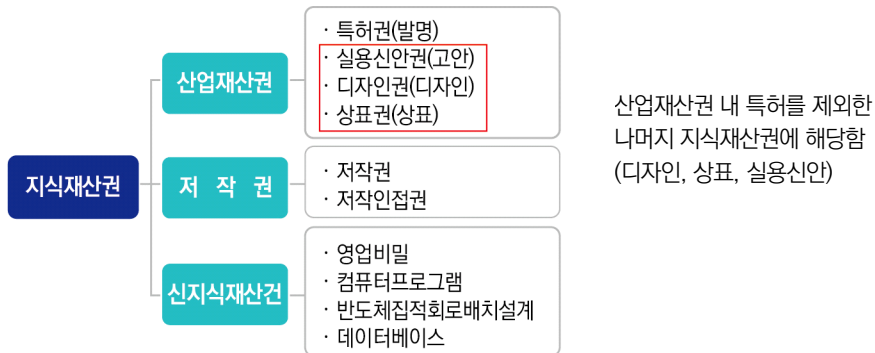 지식재산권
산업재산권
· 특허권(발명)
· 실용신안권(고안)
· 디자인권(디자인)
· 상표권(상표)
저 작 권
· 저작권
· 저작인접권
신지식재산건
· 영업비밀
· 컴퓨터프로그램
· 반도체집적회로배치설계
· 데이터베이스
산업재산권 내 특허를 제외한
나머지 지식재산권에 해당함
(디자인, 상표, 실용신안)